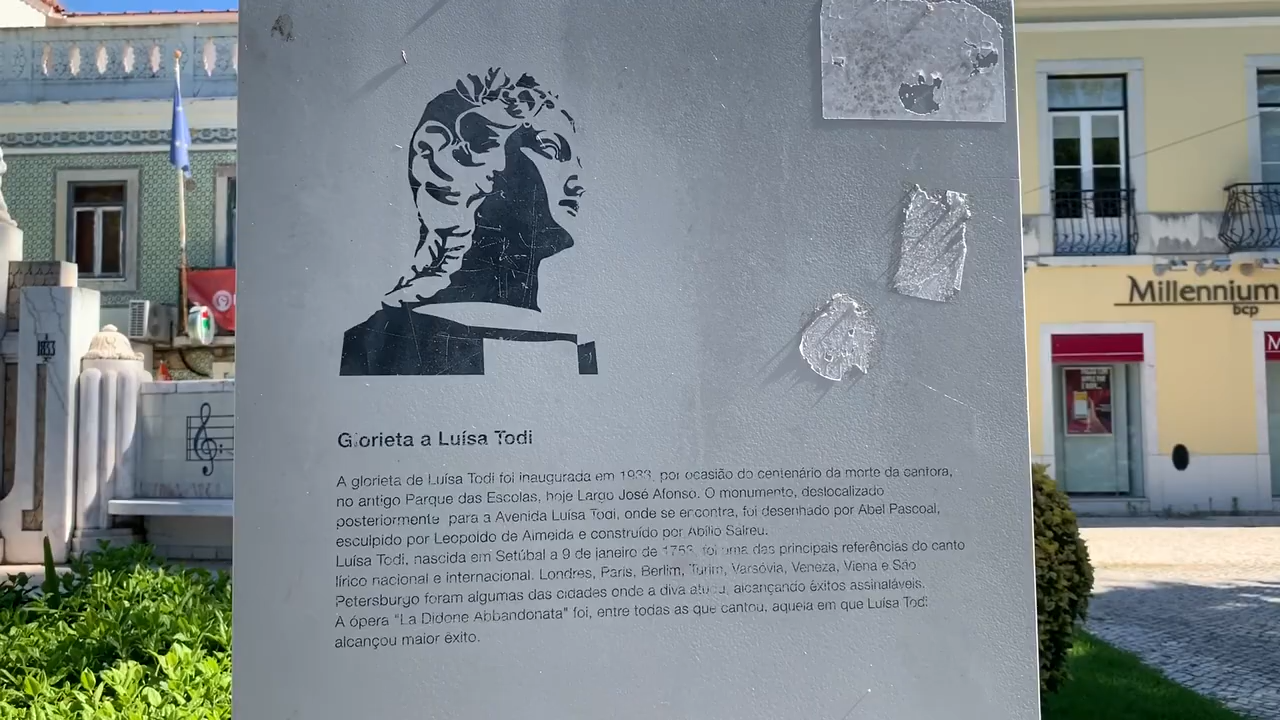 Glorieta a Luísa Todi
A glorieta de Luísa Todi foi inaugurada em 1933, por ocasião do centenário da morte da cantora,
no antigo Parque das Escolas, hoje Largo José Afonso. O monumento, deslocalizado
posteriormente para a Avenida Luísa Todi, onde se encontra, foi desenhado por Abel Pascoal,
esculpido por Leopoldo de Almeida e construído por Abílio Salreu.
Luísa Todi, nascida em Setúbal a 9 de janeiro de 1753, foi uma das principais referências do canto
lírico nacional e internacional. Londres, Paris, Berlim, Turim, Varsóvia, Veneza, Viena e São
Petersburgo foram algumas das cidades onde a diva atuou, alcançando êxitos assinaláveis.
A ópera "La Didone Abbandonata" foi, entre todas as que cantou, aquela em que Luísa Todi
alcançou maior êxito.
Millennium
bcp